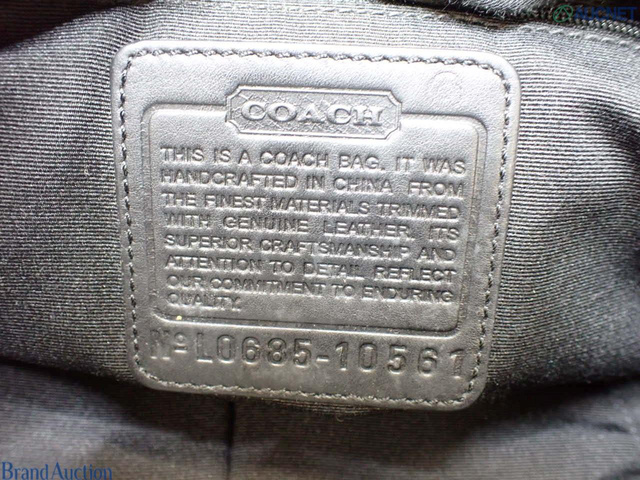 COACH
THIS IS A COACH BAG. IT WAS
HANDCRAFTED IN CHINA FROM
THE FINEST MATERIALS TRIMMED
WITH GENUINE LEATHER. ITS
SUPERIOR CRAFTSMANSHIP AND
ATTENTION TO DETAIL REFLECT
OUR COMMITMENT TO ENDURING
QUALITY.
Nº L0685-10561
Brand Auction